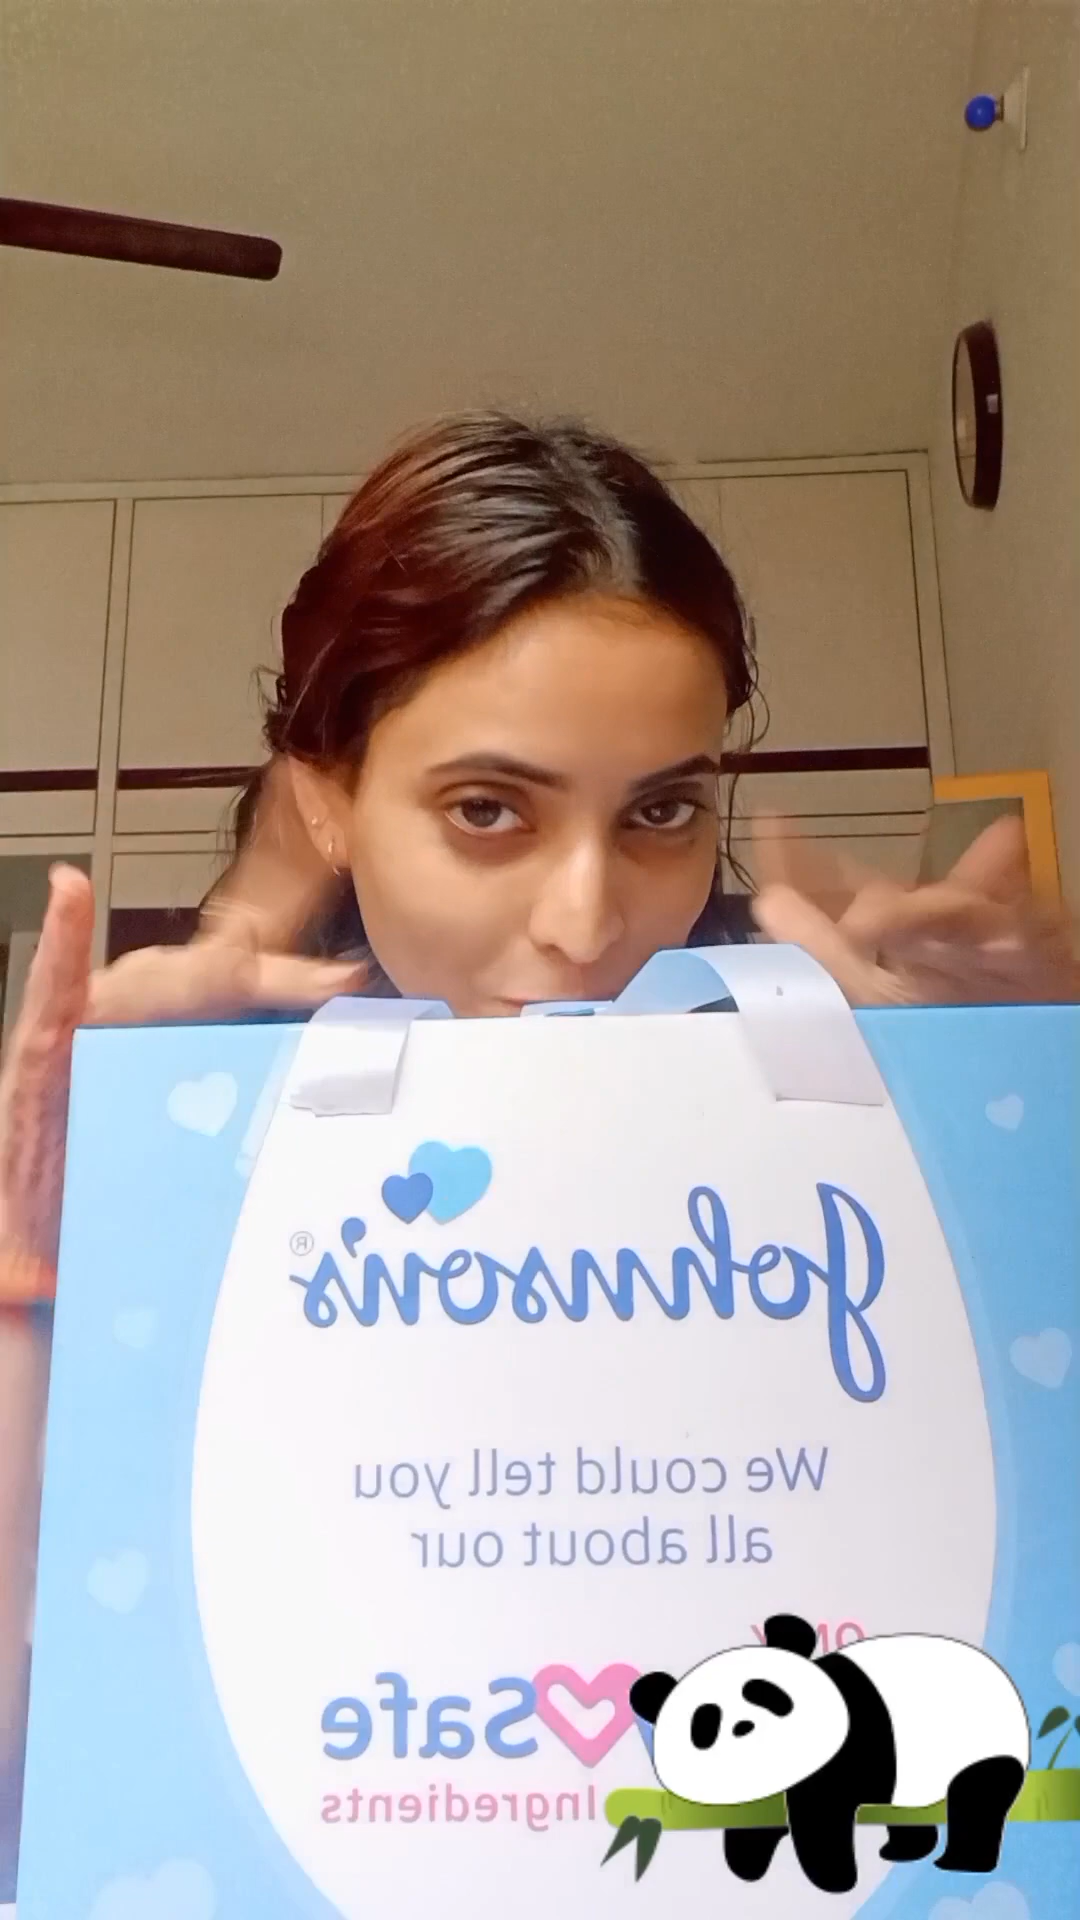 Johnson's®
We could tell you
all about our
Safe
Ingredients